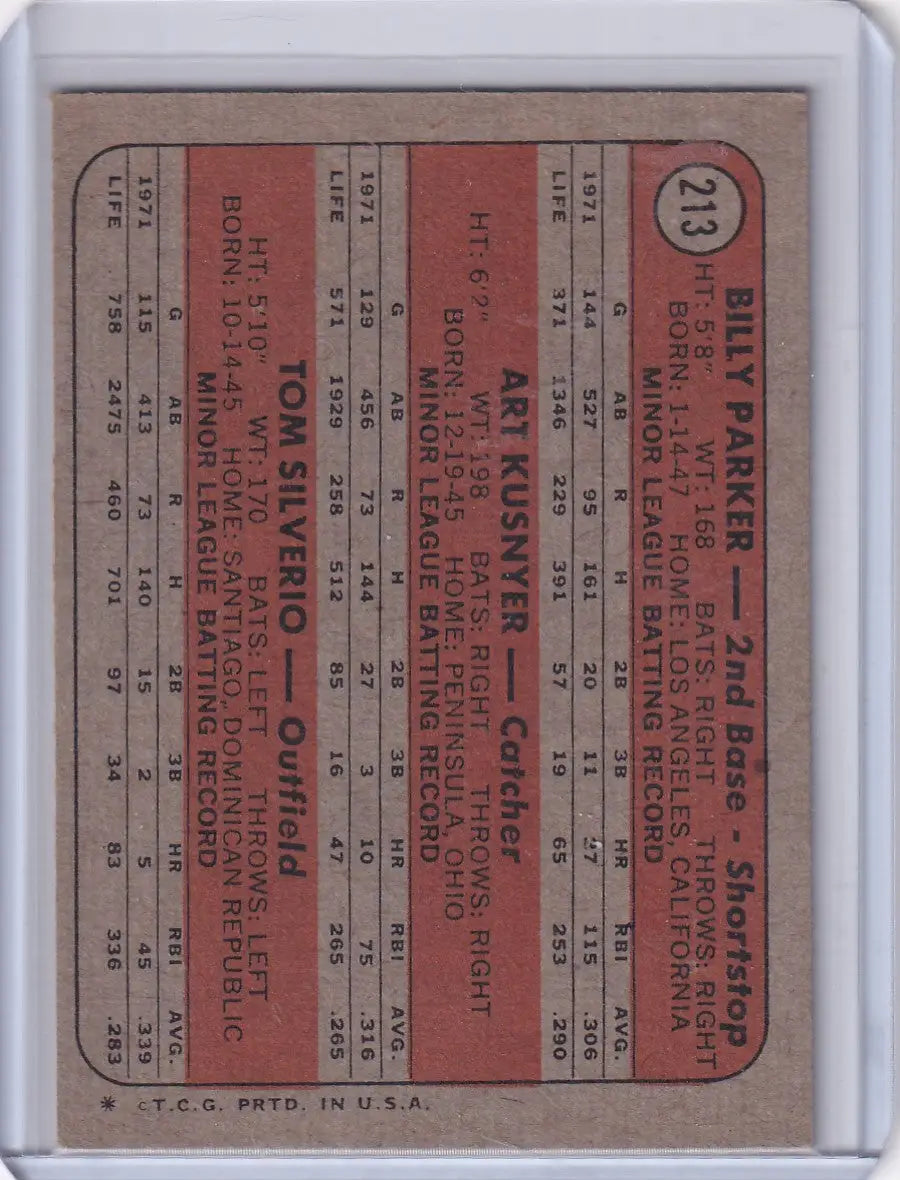 213
BILLY PARKER — 2nd Base - Shortstop
HT: 5'8" WT: 168 BATS: RIGHT THROWS: RIGHT
BORN: 1-14-47 HOME: LOS ANGELES, CALIFORNIA
MINOR LEAGUE BATTING RECORD
G AB R H 2B 3B HR RBI AVG.
1971 144 527 95 161 20 11 27 115 .306
LIFE 371 1346 229 391 57 19 65 253 .290
ART KUSNYER — Catcher
HT: 6'2" WT: 198 BATS: RIGHT THROWS: RIGHT
BORN: 12-19-45 HOME: PENINSULA, OHIO
MINOR LEAGUE BATTING RECORD
G AB R H 2B 3B HR RBI AVG.
1971 129 456 73 144 27 3 10 75 .316
LIFE 571 1929 258 512 85 16 47 265 .265
TOM SILVERIO — Outfield
HT: 5'10" WT: 170 BATS: LEFT THROWS: LEFT
BORN: 10-14-45 HOME: SANTIAGO, DOMINICAN REPUBLIC
MINOR LEAGUE BATTING RECORD
G AB R H 2B 3B HR RBI AVG.
1971 115 413 73 140 15 2 5 45 .339
LIFE 758 2475 460 701 97 34 83 336 .283
* ©T.C.G. PRTD. IN U.S.A.